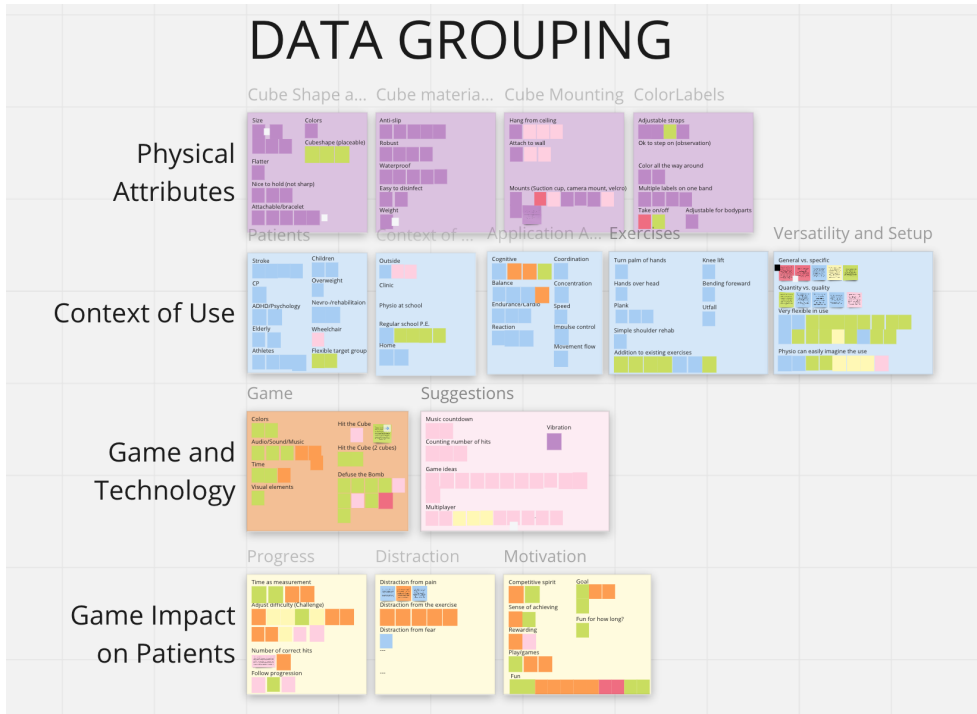 DATA GROUPING
Physical
Attributes
Cube Shape a...
Size
Colors
Cubeshape (placeable)
Flatter
Nice to hold (not sharp)
Attachable/bracelet
Cube materia...
Anti-slip
Robust
Waterproof
Easy to disinfect
Weight
Cube Mounting
Hang from ceiling
Attach to wall
Mounts (Suction cup, camera mount, velcro)
ColorLabels
Adjustable straps
Ok to step on (observation)
Color all the way around
Multiple labels on one band
Take on/off
Adjustable for bodyparts
Context of Use
Patients
Stroke
Children
CP
Overweight
ADHD/Psychology
Nevro-/rehabilitaion
Elderly
Wheelchair
Athletes
Flexible target group
Context of ...
Outside
Clinic
Physio at school
Regular school P.E.
Home
Application A...
Cognitive
Coordination
Balance
Concentration
Endurance/Cardio
Speed
Reaction
Impulse control
Movement flow
Exercises
Turn palm of hands
Knee lift
Hands over head
Bending foreward
Plank
Utfall
Simple shoulder rehab
Addition to existing exercises
Versatility and Setup
General vs. specific
Quantity vs. quality
Very flexible in use
Physio can easily imagine the use
Game and
Technology
Game
Colors
Hit the Cube
Audio/Sound/Music
Hit the Cube (2 cubes)
Time
Defuse the Bomb
Visual elements
Suggestions
Music countdown
Vibration
Counting number of hits
Game ideas
Multiplayer
Game Impact
on Patients
Progress
Time as measurement
Adjust difficulty (Challenge)
Number of correct hits
Follow progression
Distraction
Distraction from pain
Distraction from the exercise
Distraction from fear
...
...
Motivation
Competitive spirit
Goal
Sense of achieving
Fun for how long?
Rewarding
Play/games
Fun